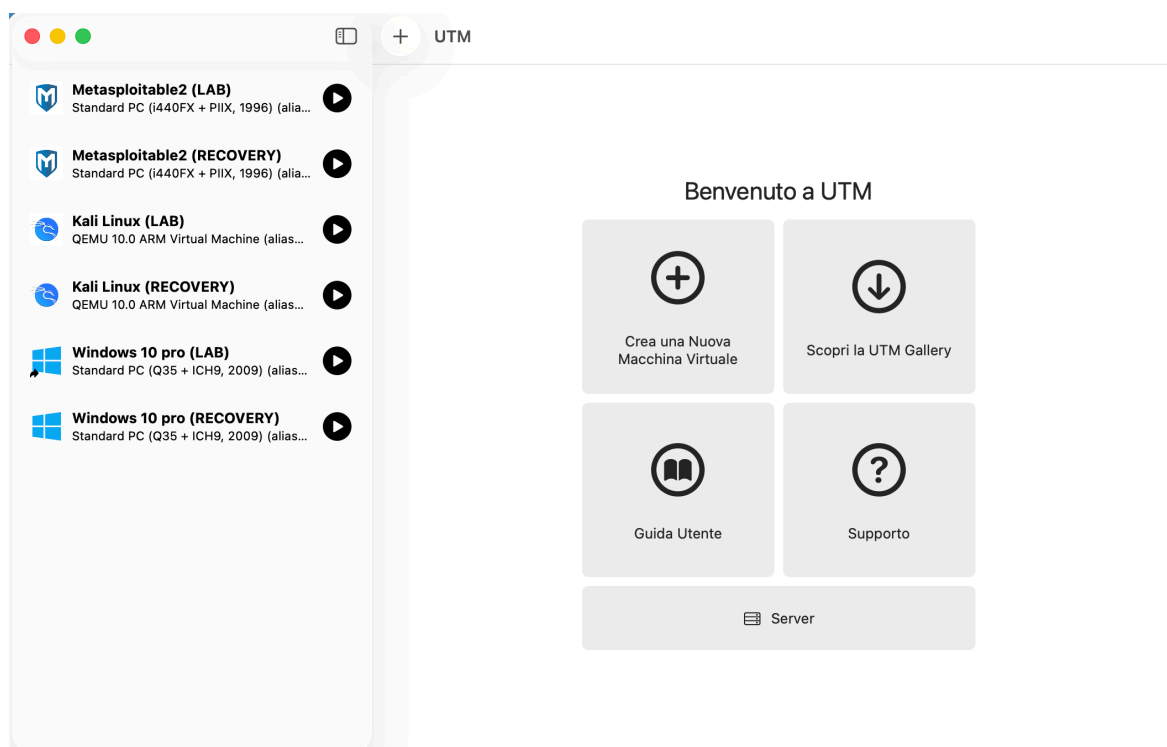 UTM
Metasploitable2 (LAB)
Standard PC (i440FX + PIIX, 1996) (alia...
Metasploitable2 (RECOVERY)
Standard PC (i440FX + PIIX, 1996) (alia...
Kali Linux (LAB)
QEMU 10.0 ARM Virtual Machine (alias...
Kali Linux (RECOVERY)
QEMU 10.0 ARM Virtual Machine (alias...
Windows 10 pro (LAB)
Standard PC (Q35 + ICH9, 2009) (alias...
Windows 10 pro (RECOVERY)
Standard PC (Q35 + ICH9, 2009) (alias...
Benvenuto a UTM
Crea una Nuova
Macchina Virtuale
Scopri la UTM Gallery
Guida Utente
Supporto
Server